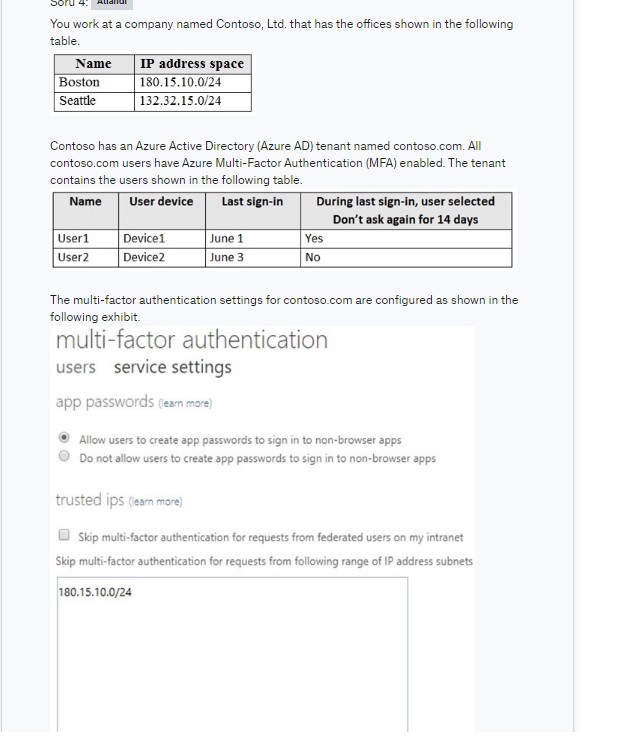 Soru 4: Atlandı
You work at a company named Contoso, Ltd. that has the offices shown in the following
table.
Name IP address space
Boston 180.15.10.0/24
Seattle 132.32.15.0/24
Contoso has an Azure Active Directory (Azure AD) tenant named contoso.com. All
contoso.com users have Azure Multi-Factor Authentication (MFA) enabled. The tenant
contains the users shown in the following table.
Name User device Last sign-in During last sign-in, user selected
Don't ask again for 14 days
User1 Device1 June 1 Yes
User2 Device2 June 3 No
The multi-factor authentication settings for contoso.com are configured as shown in the
following exhibit.
multi-factor authentication
users service settings
app passwords (learn more)
Allow users to create app passwords to sign in to non-browser apps
Do not allow users to create app passwords to sign in to non-browser apps
trusted ips (learn more)
Skip multi-factor authentication for requests from federated users on my intranet
Skip multi-factor authentication for requests from following range of IP address subnets
180.15.10.0/24